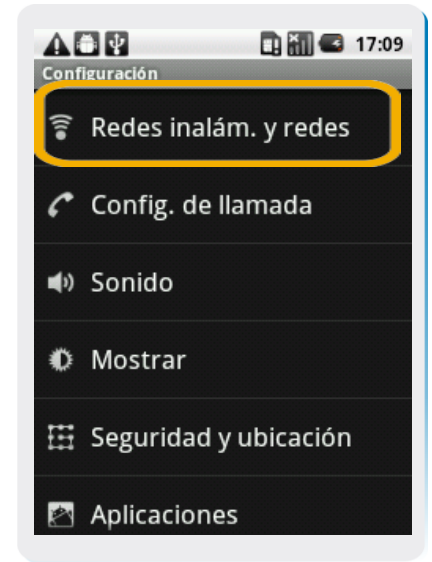 17:09
Configuración
Redes inalám. y redes
Config. de llamada
Sonido
Mostrar
Seguridad y ubicación
Aplicaciones